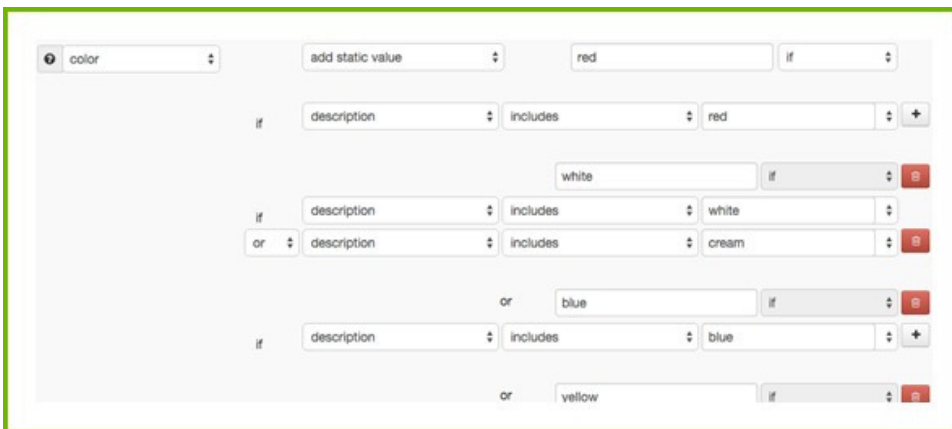 color add static value red if
if description includes red
white if
if description includes white
or description includes cream
or blue if
if description includes blue
or yellow if